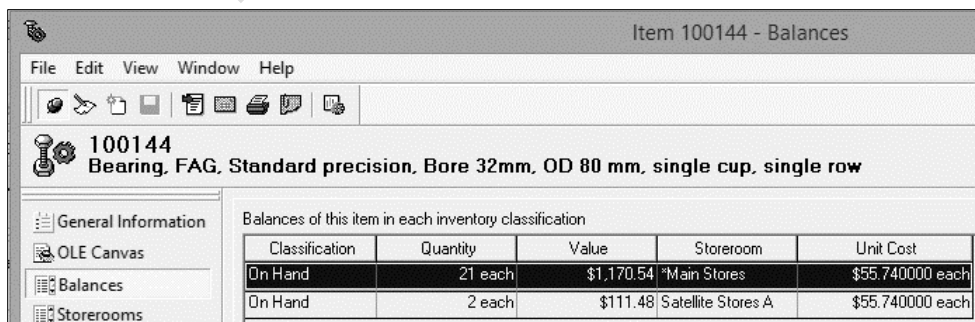 Item 100144 - Balances
File Edit View Window Help
100144
Bearing, FAG, Standard precision, Bore 32mm, OD 80 mm, single cup, single row
General Information
OLE Canvas
Balances
Storerooms
Balances of this item in each inventory classification
Classification Quantity Value Storeroom Unit Cost
On Hand 21 each $1,170.54 *Main Stores $55.740000 each
On Hand 2 each $111.48 Satellite Stores A $55.740000 each